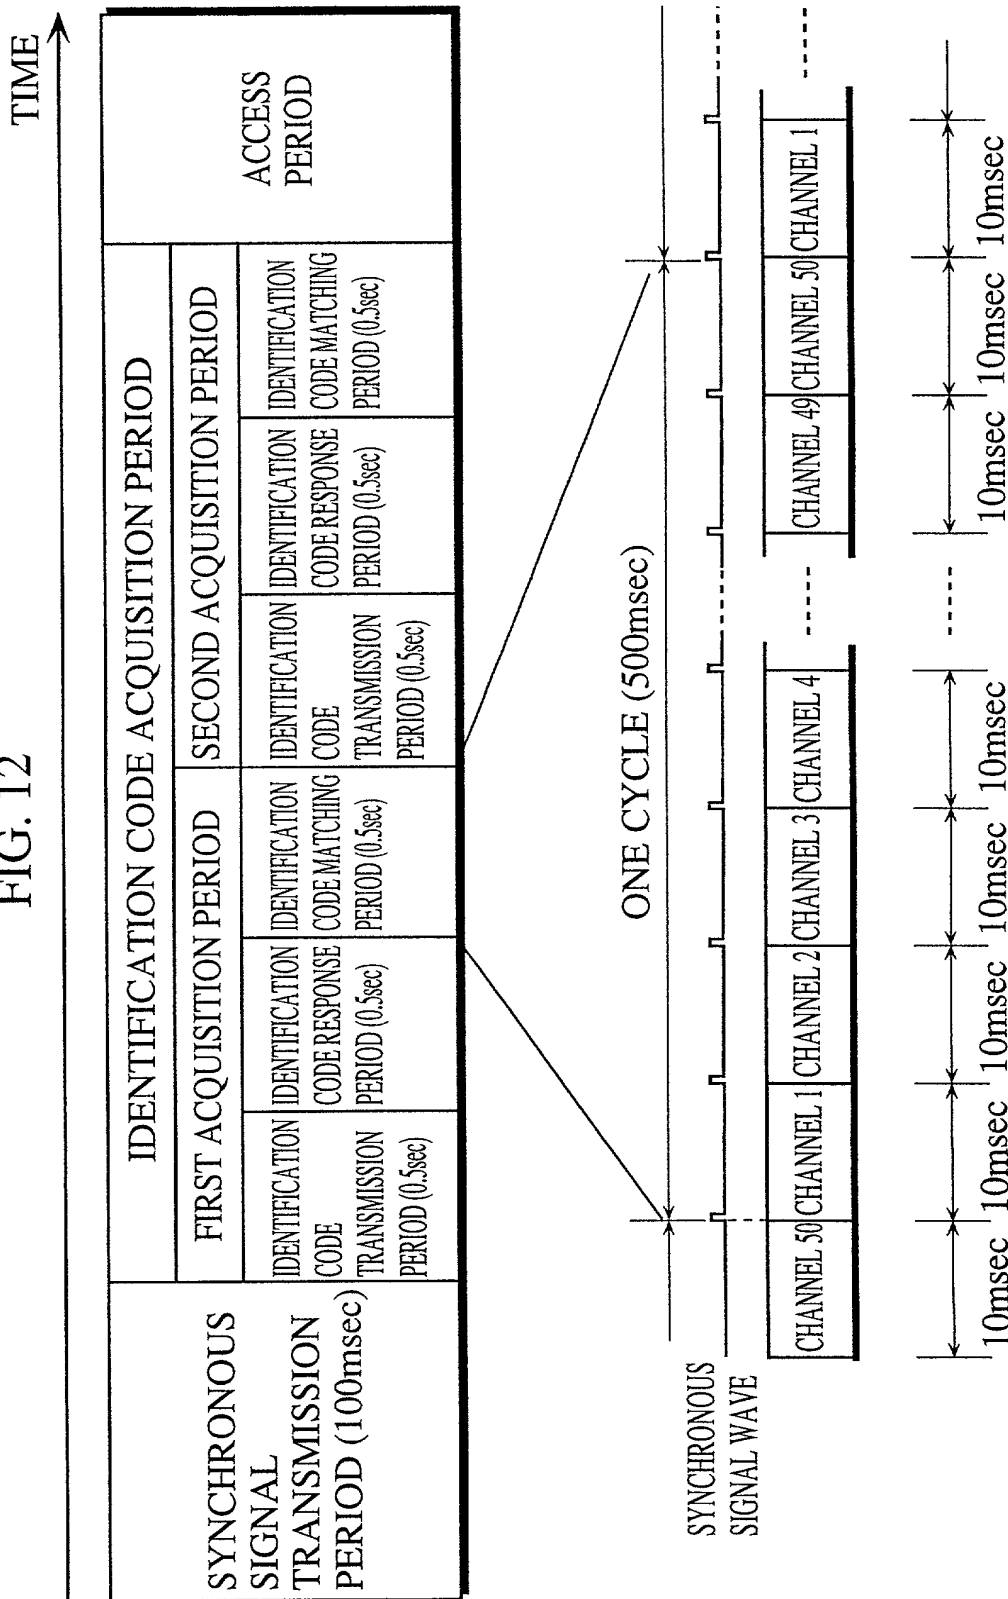 FIG. 12
TIME
SYNCHRONOUS
SIGNAL
TRANSMISSION
PERIOD (100msec)
IDENTIFICATION CODE ACQUISITION PERIOD
FIRST ACQUISITION PERIOD
SECOND ACQUISITION PERIOD
IDENTIFICATION
CODE
TRANSMISSION
PERIOD (0.5sec)
IDENTIFICATION
CODE RESPONSE
PERIOD (0.5sec)
IDENTIFICATION
CODE MATCHING
PERIOD (0.5sec)
IDENTIFICATION
CODE
TRANSMISSION
PERIOD (0.5sec)
IDENTIFICATION
CODE RESPONSE
PERIOD (0.5sec)
IDENTIFICATION
CODE MATCHING
PERIOD (0.5sec)
ACCESS
PERIOD
ONE CYCLE (500msec)
SYNCHRONOUS
SIGNAL WAVE
CHANNEL 50
CHANNEL 1
CHANNEL 2
CHANNEL 3
CHANNEL 4
CHANNEL 49
CHANNEL 50
CHANNEL 1
10msec
10msec
10msec
10msec
10msec
10msec
10msec
10msec